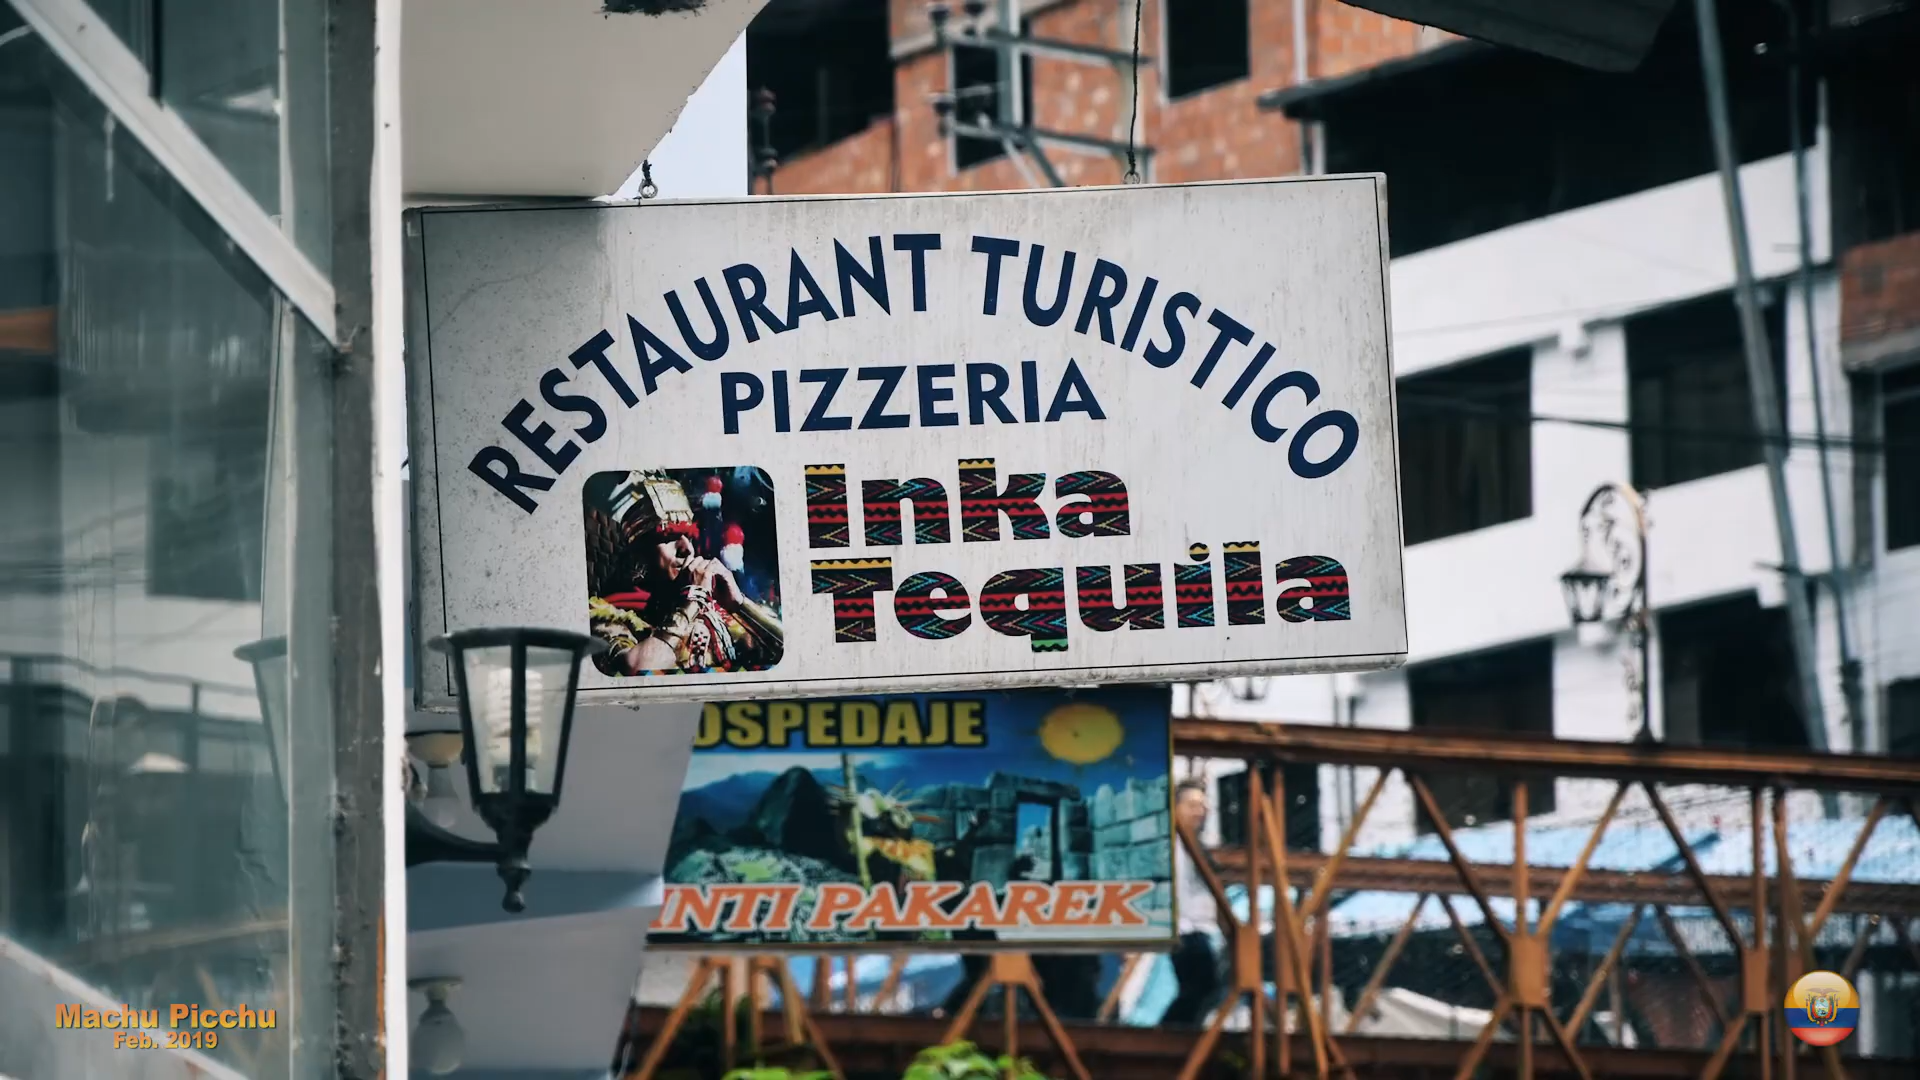 RESTAURANT TURISTICO
PIZZERIA
Inka
Tequila
OSPEDAJE
INTI PAKAREK
Machu Picchu
Feb. 2019